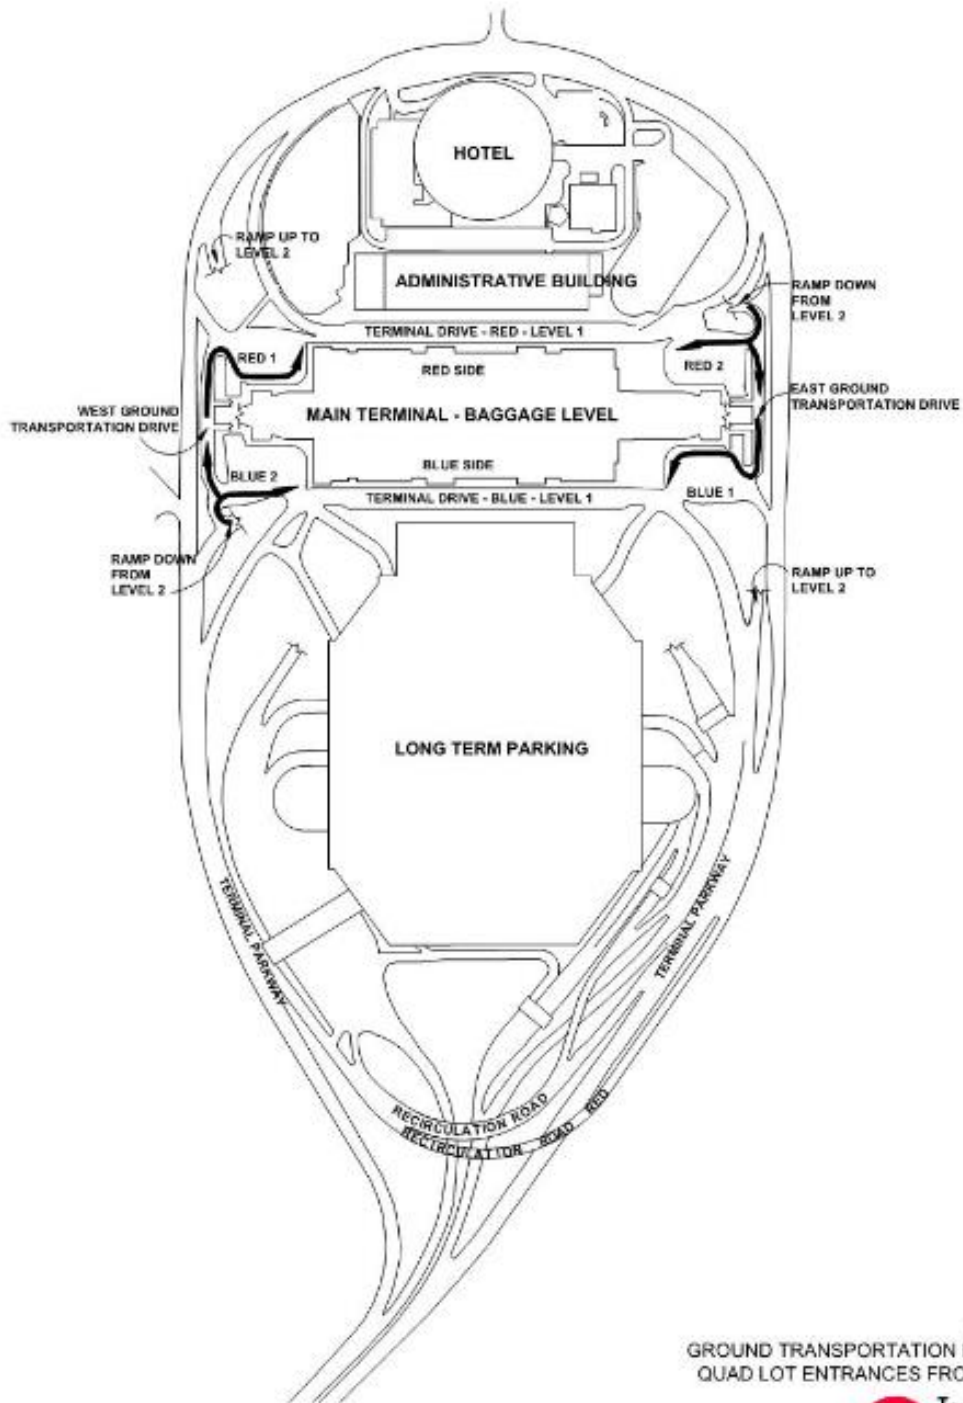 HOTEL
RAMP UP TO
LEVEL 2
ADMINISTRATIVE BUILDING
RAMP DOWN
FROM
LEVEL 2
TERMINAL DRIVE - RED - LEVEL 1
RED 1
RED SIDE
RED 2
WEST GROUND
TRANSPORTATION DRIVE
MAIN TERMINAL - BAGGAGE LEVEL
EAST GROUND
TRANSPORTATION DRIVE
BLUE 2
BLUE SIDE
BLUE 1
TERMINAL DRIVE - BLUE - LEVEL 1
RAMP DOWN
FROM
LEVEL 2
RAMP UP TO
LEVEL 2
LONG TERM PARKING
TERMINAL PARKWAY
TERMINAL PARKWAY
RECIRCULATION ROAD
RECIRCULATION ROAD RED
GROUND TRANSPORTATION
QUAD LOT ENTRANCES FRO